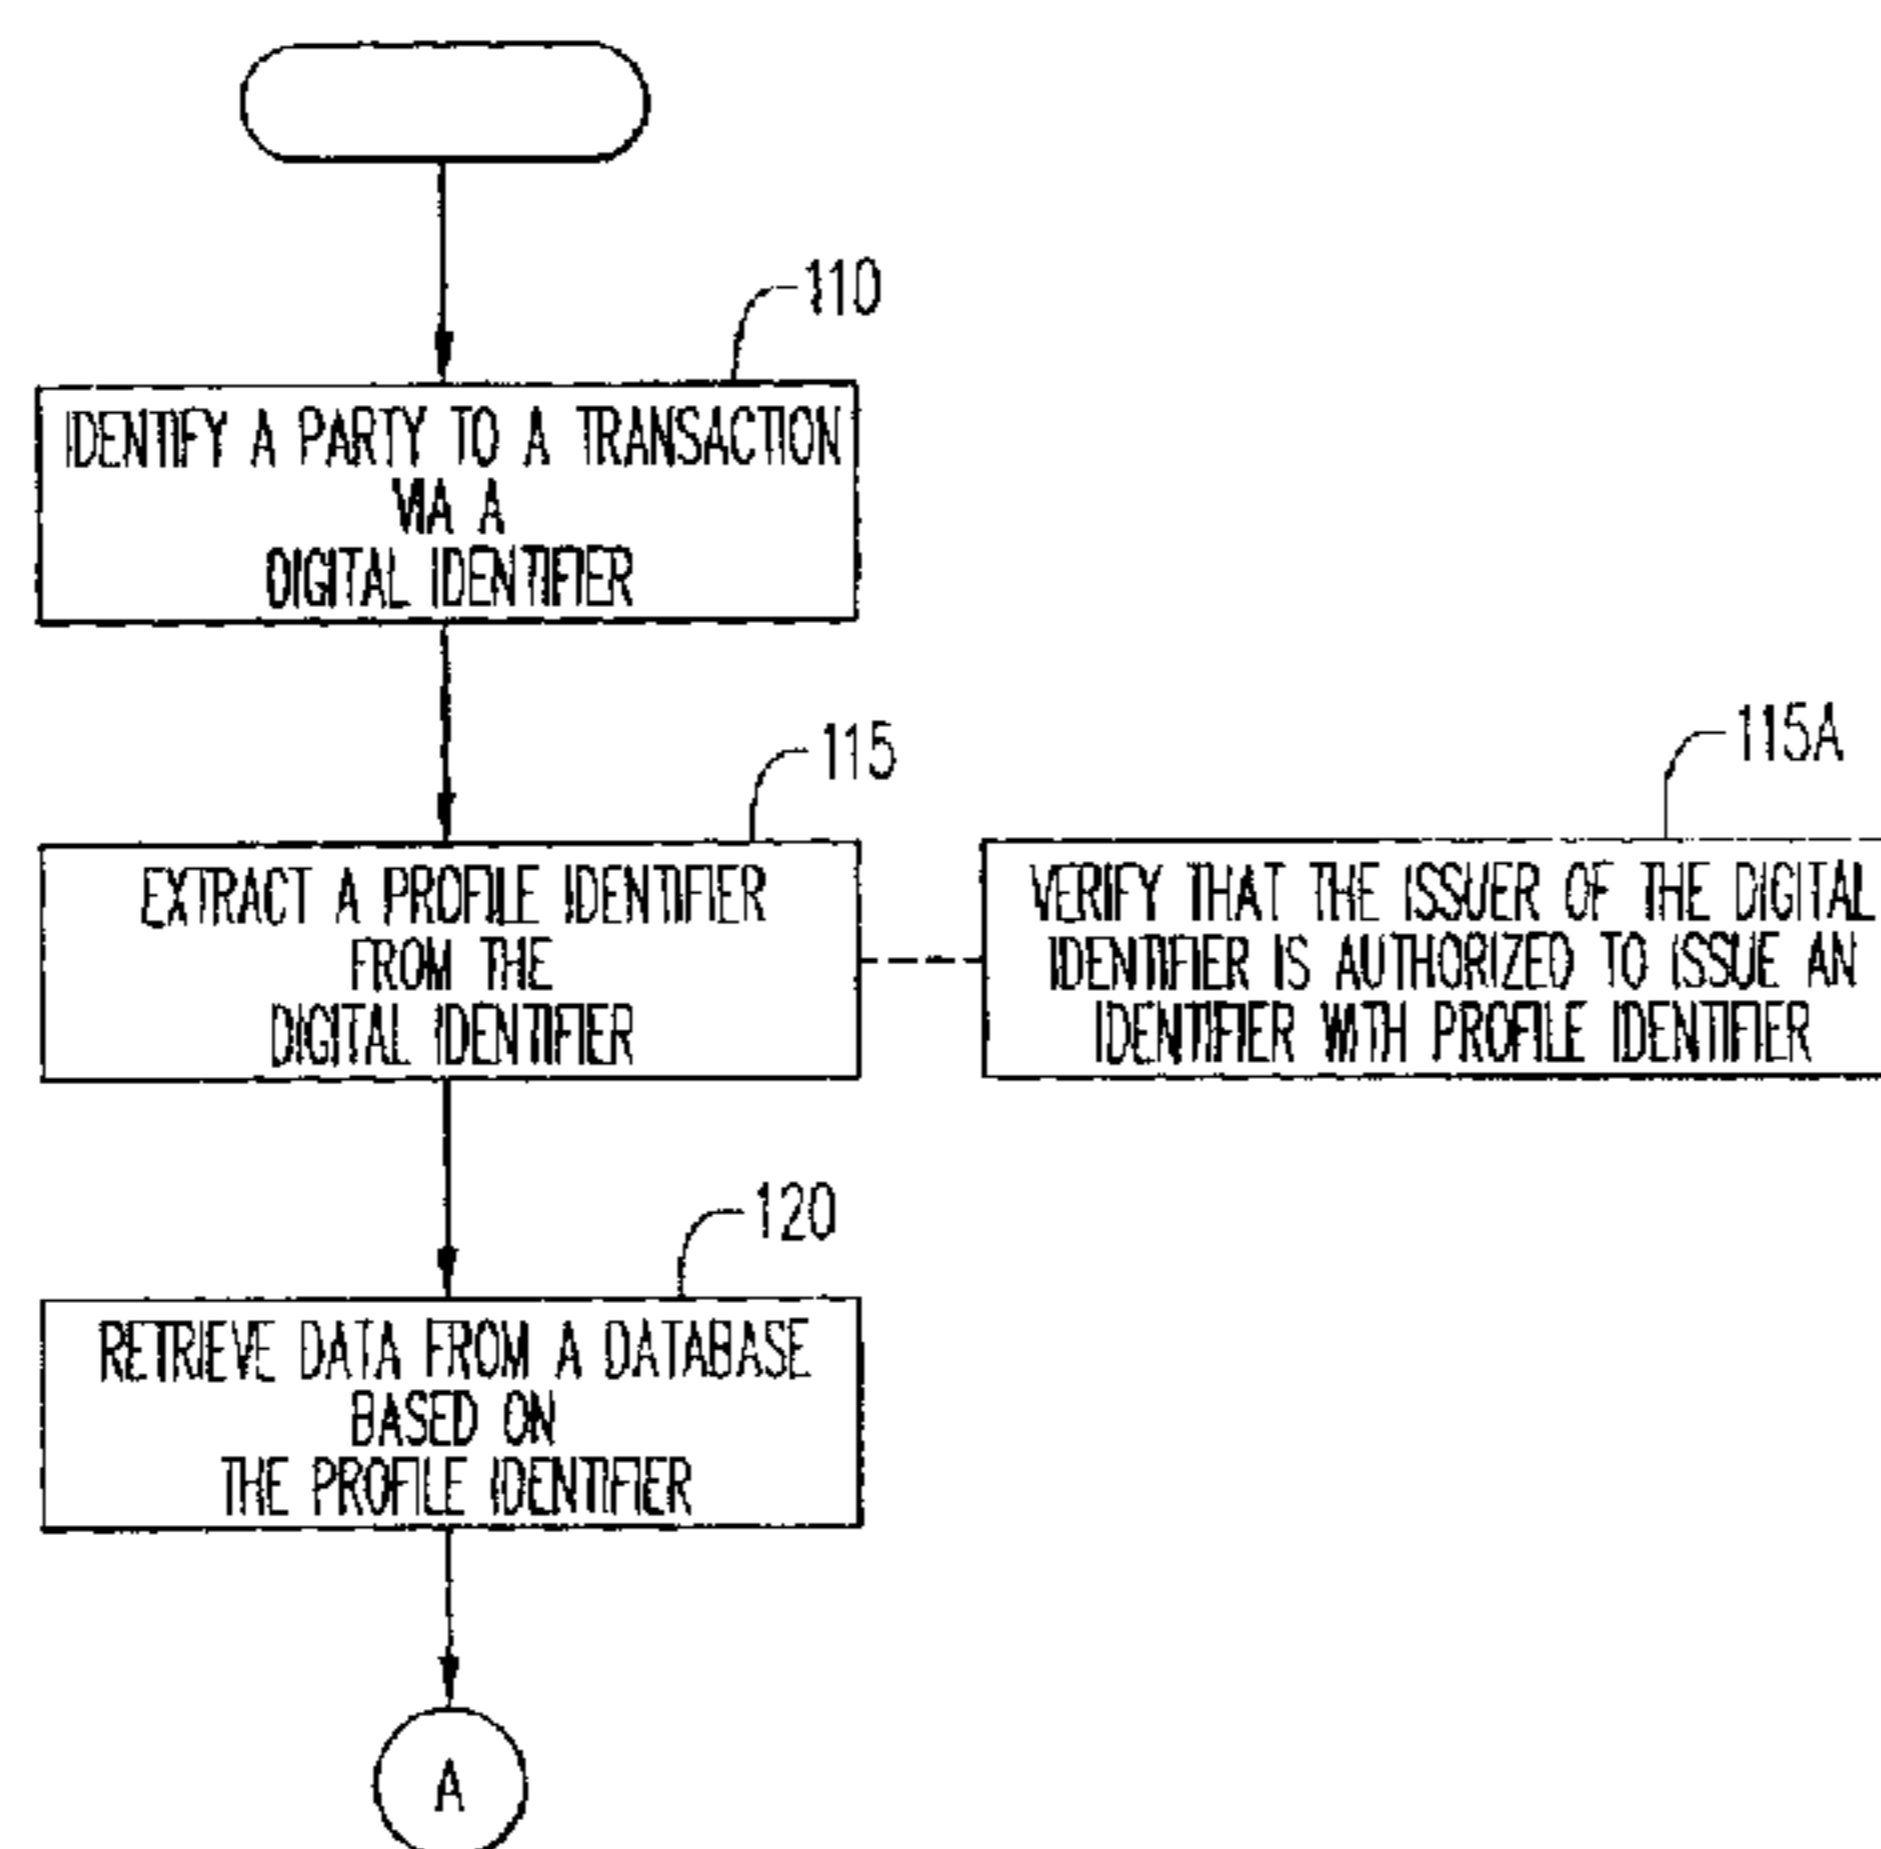 110
IDENTIFY A PARTY TO A TRANSACTION
VIA A
DIGITAL IDENTIFIER
115
EXTRACT A PROFILE IDENTIFIER
FROM THE
DIGITAL IDENTIFIER
115A
VERIFY THAT THE ISSUER OF THE DIGITAL
IDENTIFIER IS AUTHORIZED TO ISSUE AN
IDENTIFIER WITH PROFILE IDENTIFIER
120
RETRIEVE DATA FROM A DATABASE
BASED ON
THE PROFILE IDENTIFIER
A